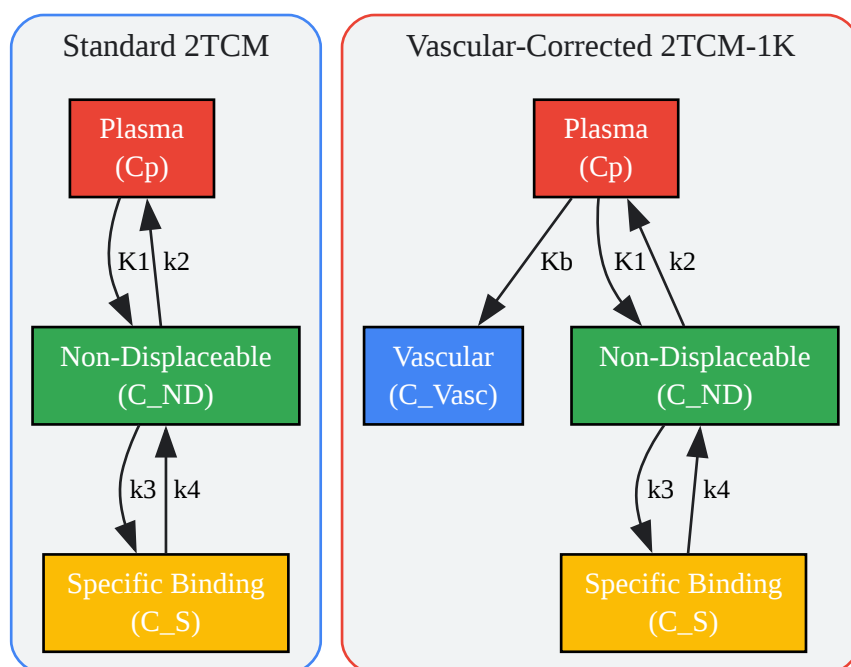 Standard 2TCM
Plasma
(Cp)
K1
k2
Non-Displaceable
(C_ND)
k3
k4
Specific Binding
(C_S)
Vascular-Corrected 2TCM-1K
Plasma
(Cp)
Kb
K1
k2
Vascular
(C_Vasc)
Non-Displaceable
(C_ND)
k3
k4
Specific Binding
(C_S)